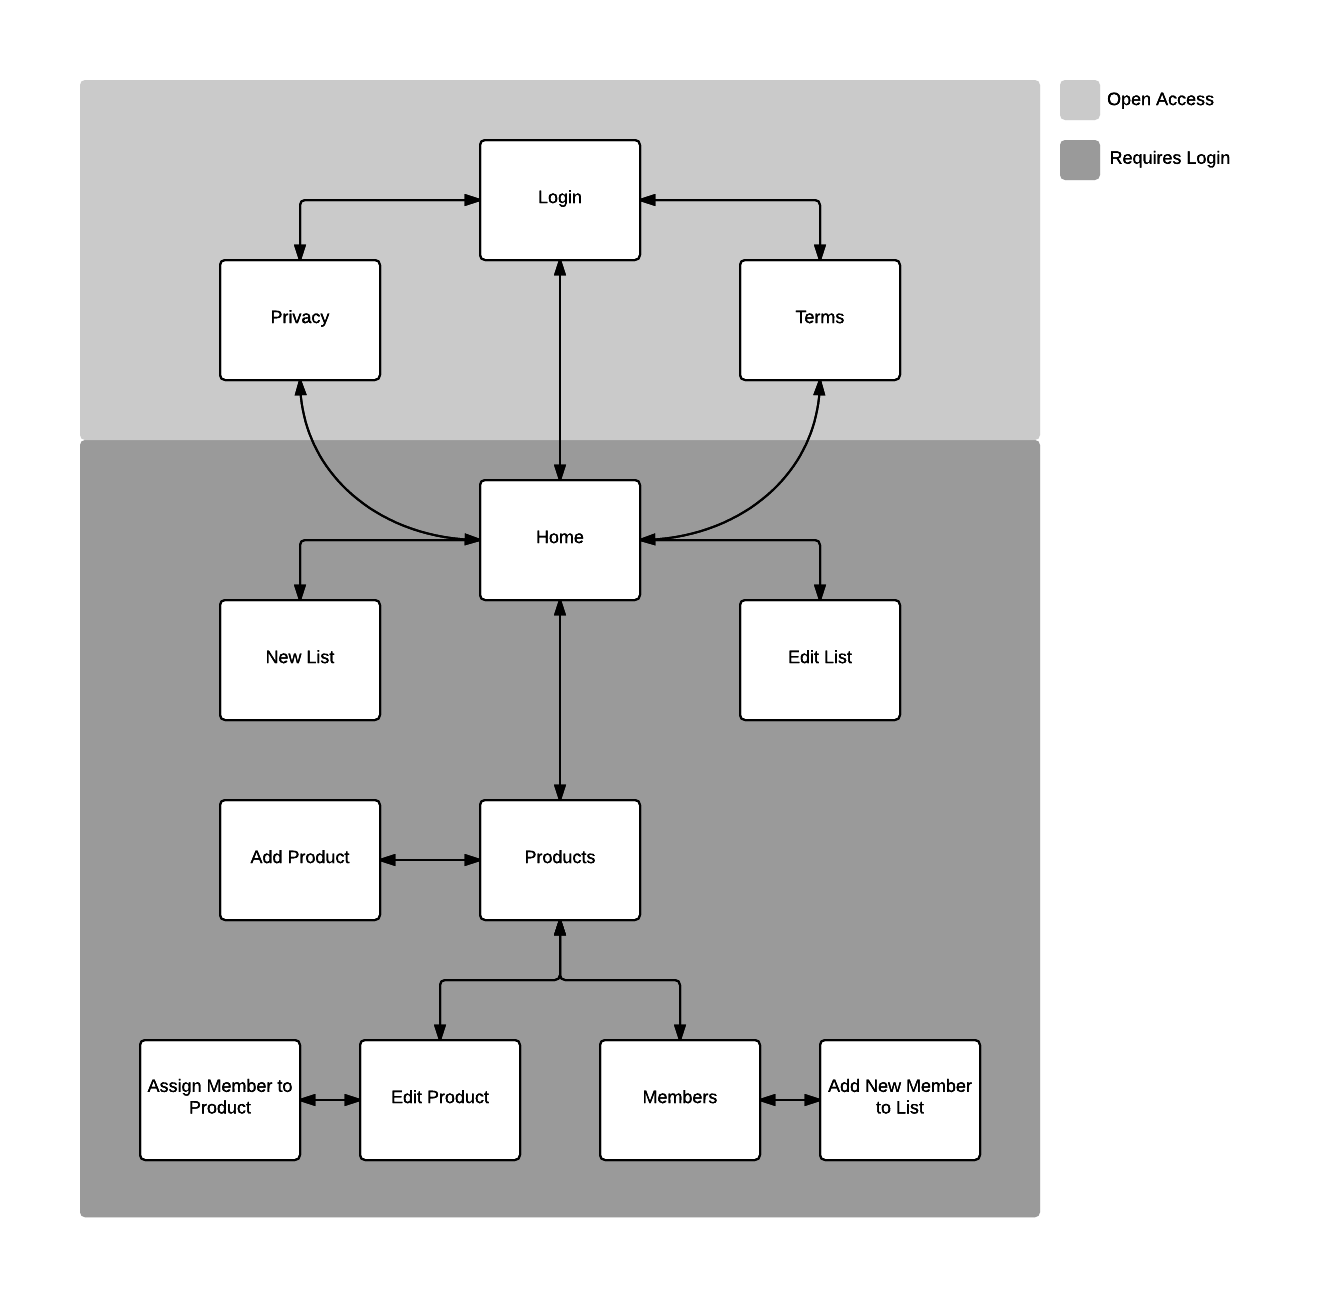 Open Access
Requires Login
Login
Privacy
Terms
Home
New List
Edit List
Add Product
Products
Assign Member to
Product
Edit Product
Members
Add New Member
to List